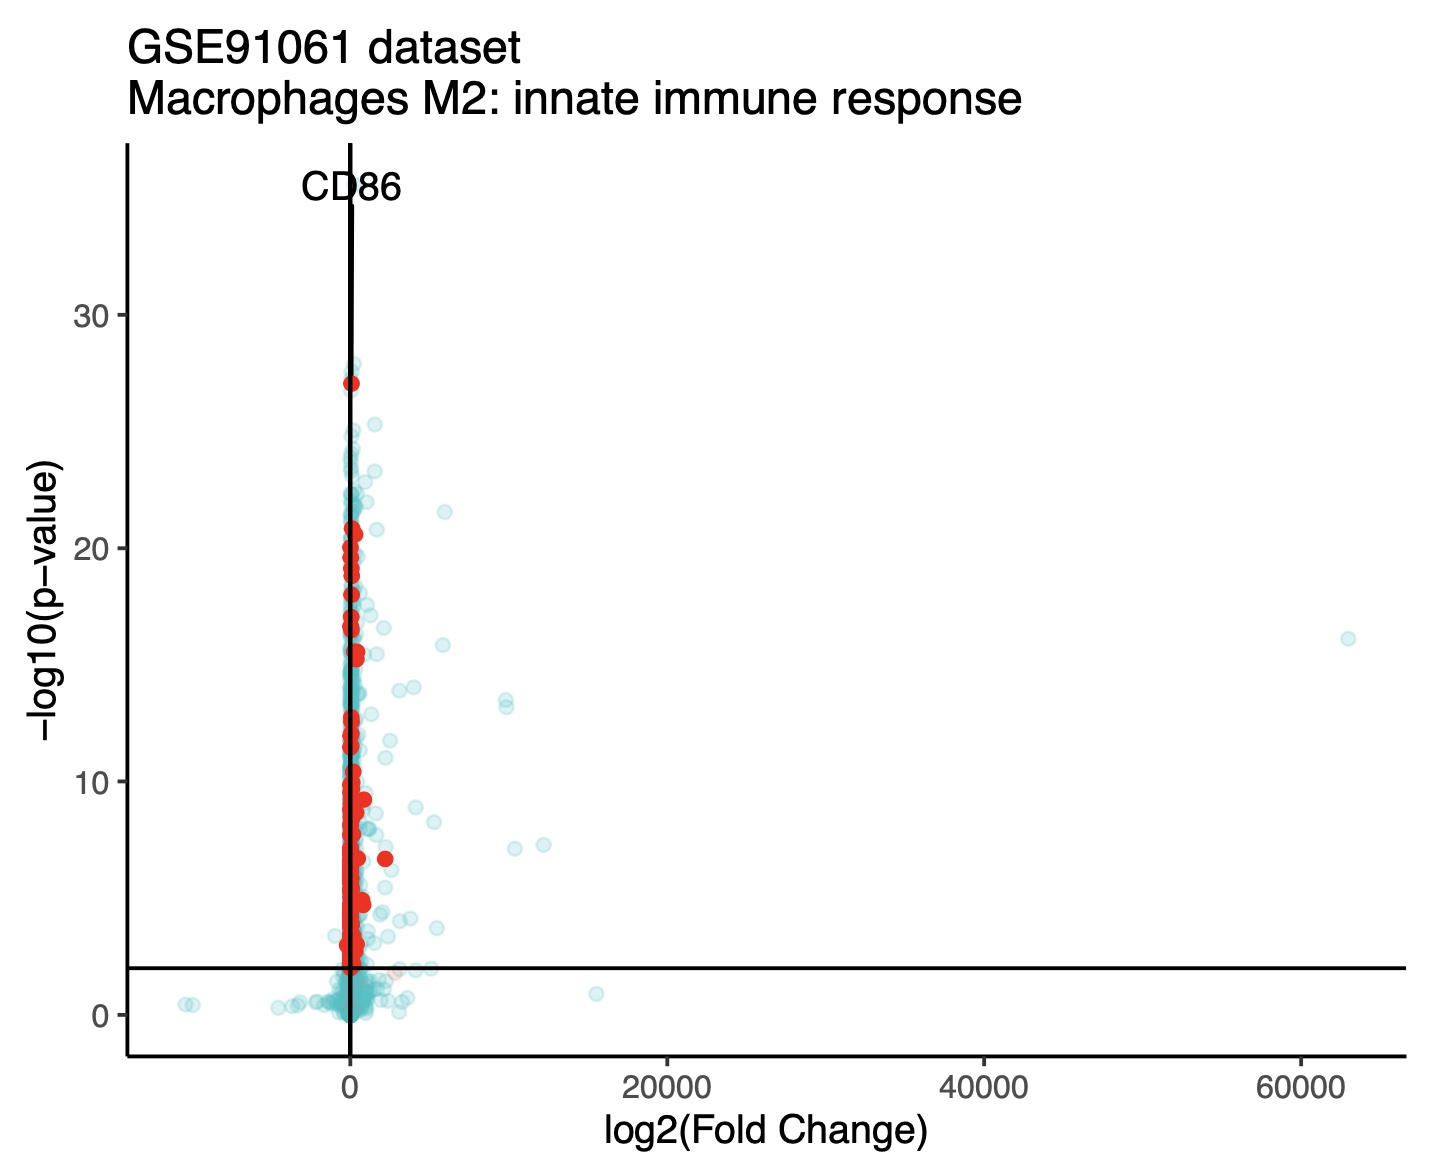 GSE91061 dataset
Macrophages M2: innate immune response
CD86
30
20
10
0
−log10(p−value)
0 20000 40000 60000
log2(Fold Change)